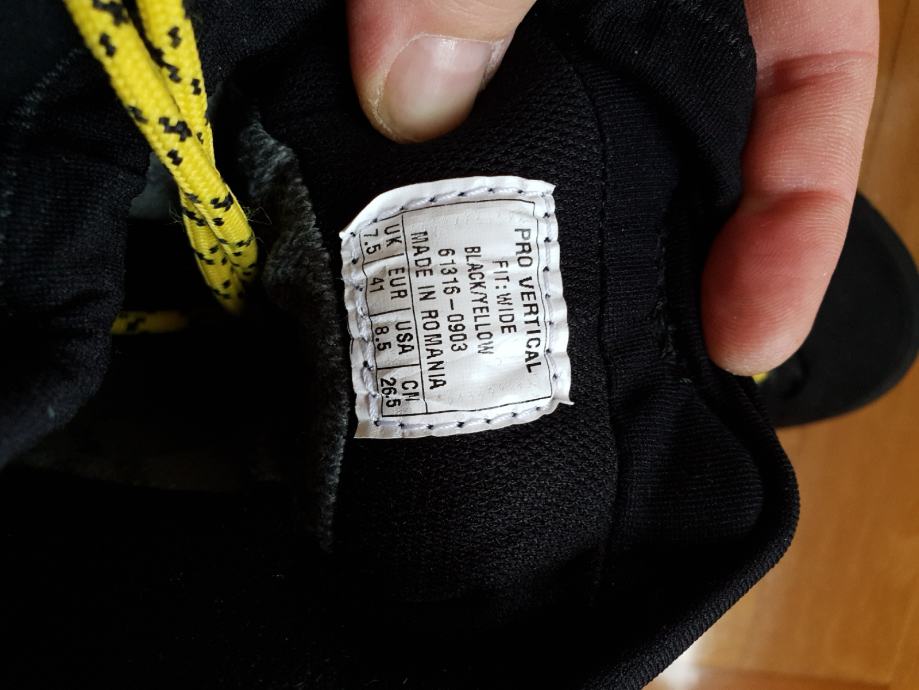 PRO VERTICAL
FIT:WIDE
BLACK/YELLOW
61316-0903
MADE IN ROMANIA
UK EUR USA CM
7.5 41 8.5 26.5